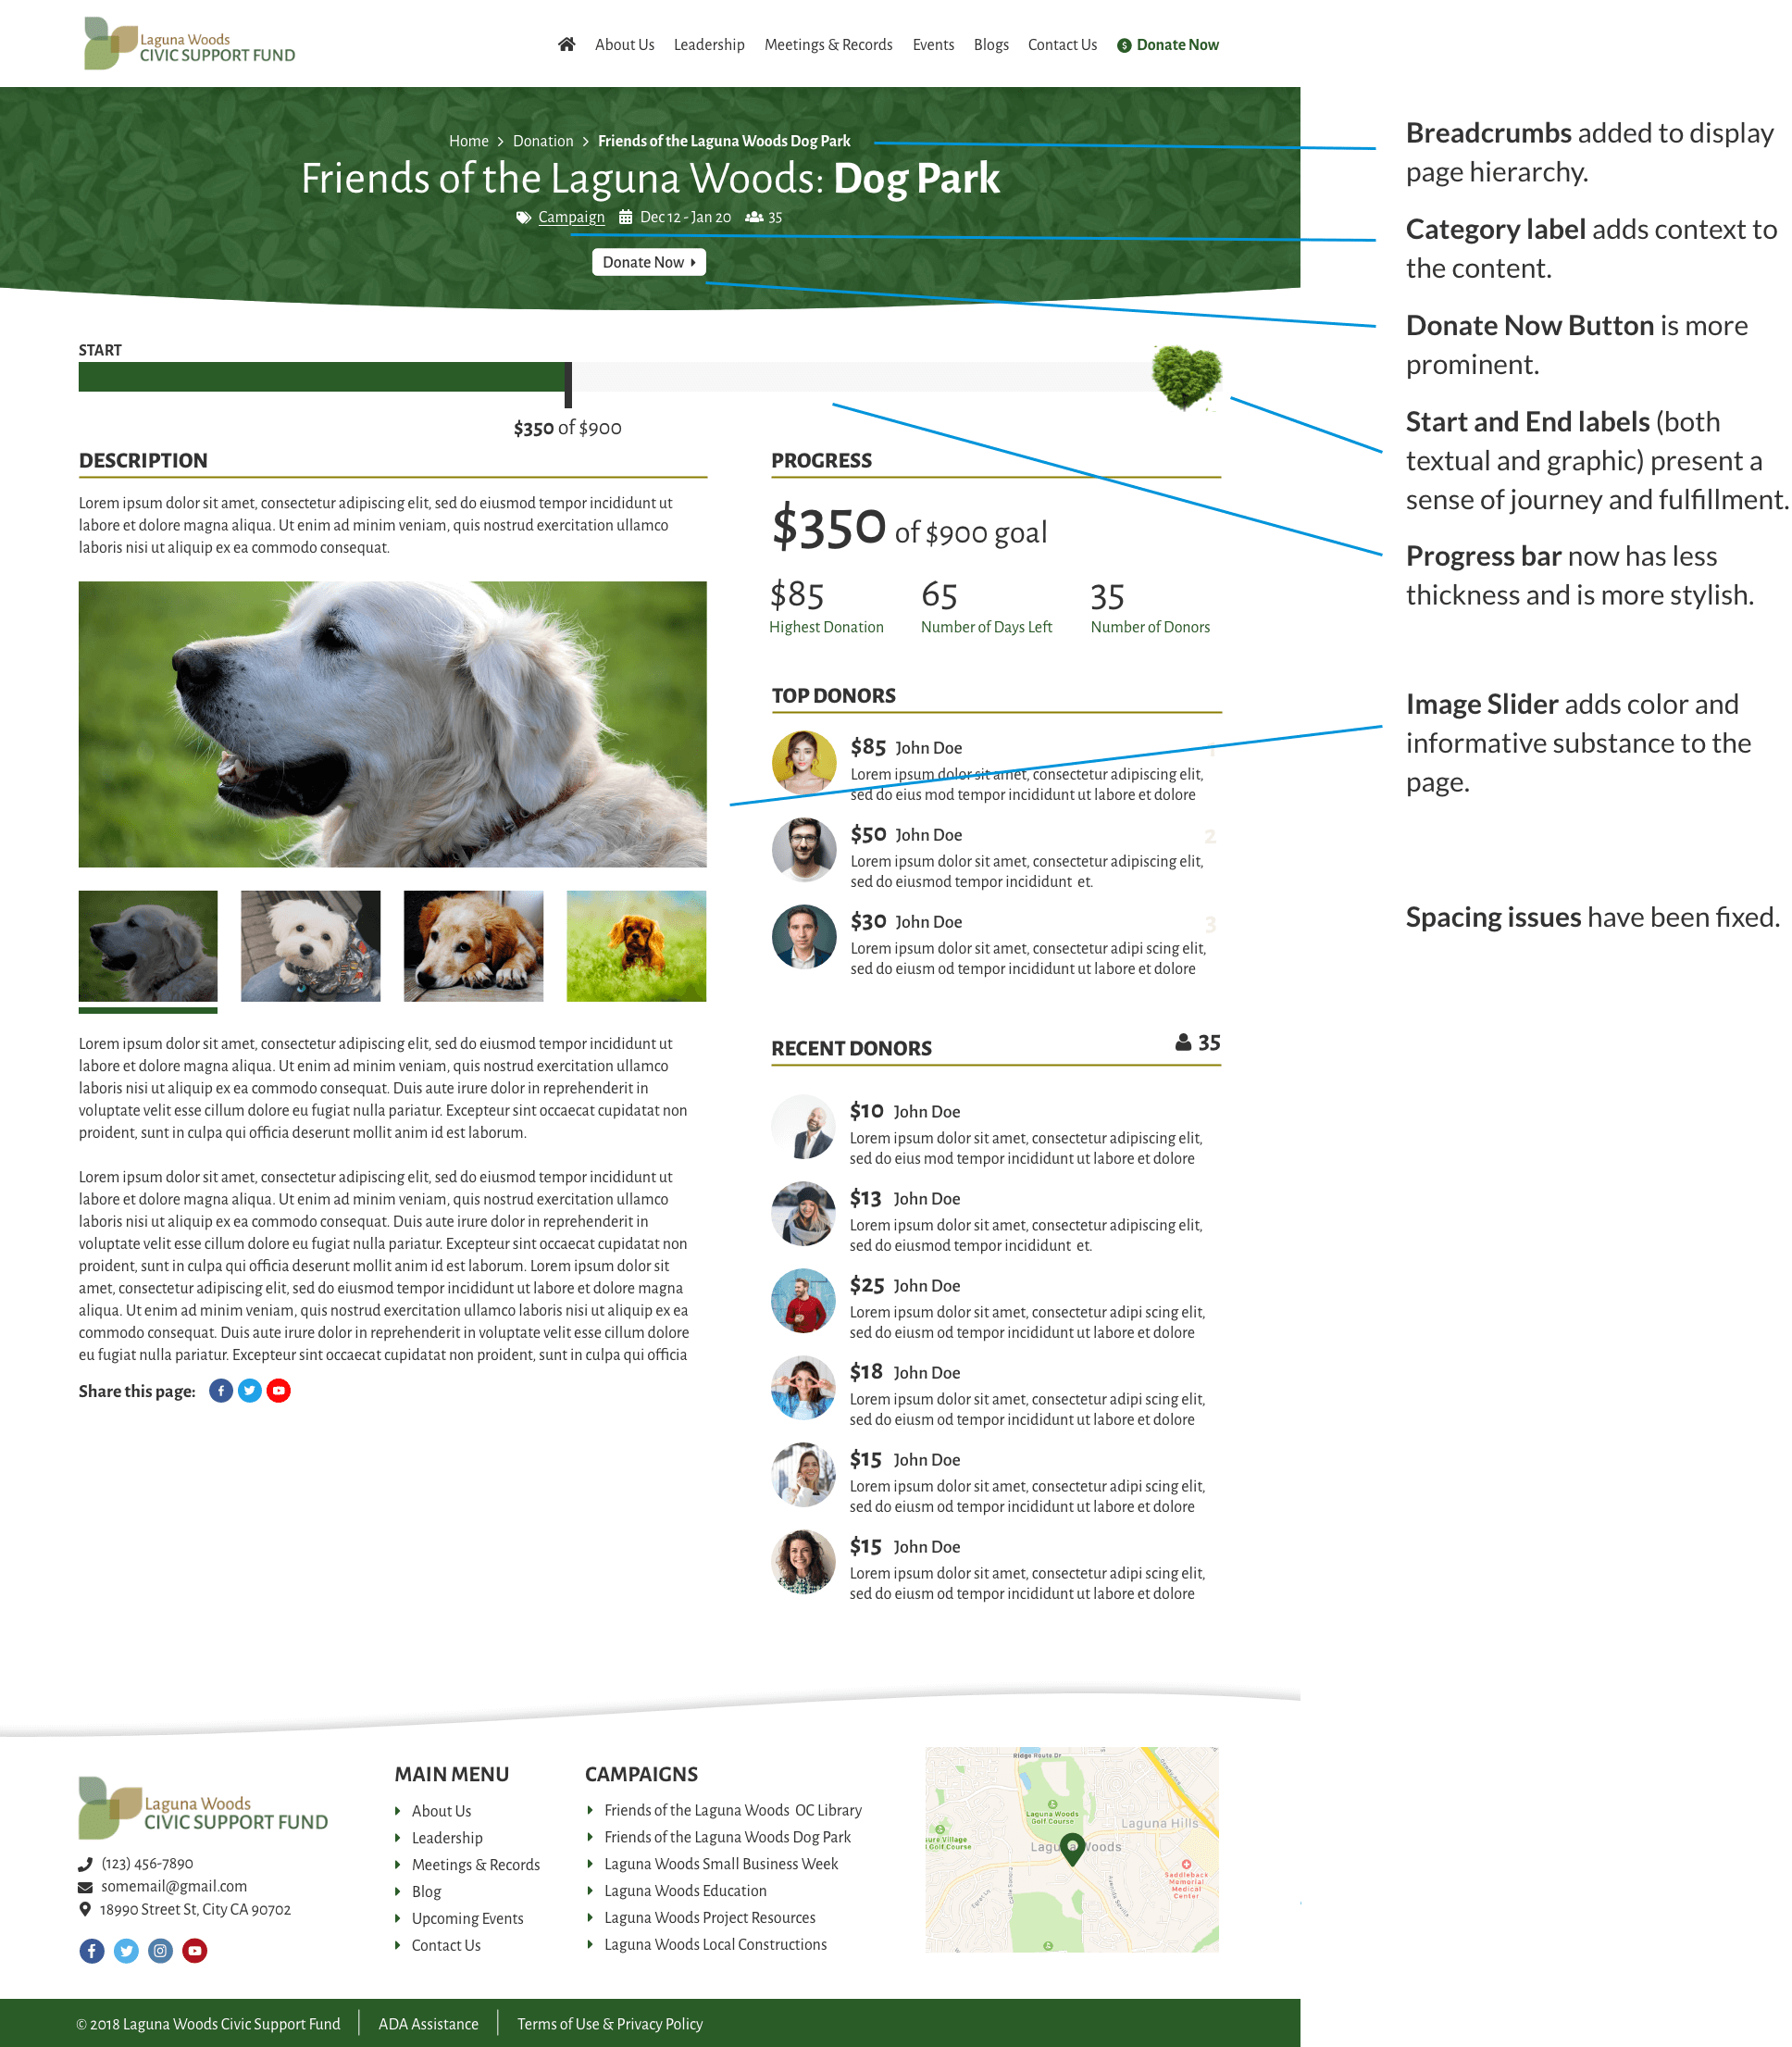 Laguna Woods
CIVIC SUPPORT FUND
About Us
Leadership
Meetings & Records
Events
Blogs
Contact Us
Donate Now
Home > Donation > Friends of the Laguna Woods Dog Park
Friends of the Laguna Woods: Dog Park
Campaign
Dec 12 - Jan 20
35
Donate Now
START
$350 of $900
DESCRIPTION
Lorem ipsum dolor sit amet, consectetur adipiscing elit, sed do eiusmod tempor incididunt ut
labore et dolore magna aliqua. Ut enim ad minim veniam, quis nostrud exercitation ullamco
laboris nisi ut aliquip ex ea commodo consequat.
Lorem ipsum dolor sit amet, consectetur adipiscing elit, sed do eiusmod tempor incididunt ut
labore et dolore magna aliqua. Ut enim ad minim veniam, quis nostrud exercitation ullamco
laboris nisi ut aliquip ex ea commodo consequat. Duis aute irure dolor in reprehenderit in
voluptate velit esse cillum dolore eu fugiat nulla pariatur. Excepteur sint occaecat cupidatat non
proident, sunt in culpa qui officia deserunt mollit anim id est laborum.
Lorem ipsum dolor sit amet, consectetur adipiscing elit, sed do eiusmod tempor incididunt ut
labore et dolore magna aliqua. Ut enim ad minim veniam, quis nostrud exercitation ullamco
laboris nisi ut aliquip ex ea commodo consequat. Duis aute irure dolor in reprehenderit in
voluptate velit esse cillum dolore eu fugiat nulla pariatur. Excepteur sint occaecat cupidatat non
proident, sunt in culpa qui officia deserunt mollit anim id est laborum. Lorem ipsum dolor sit
amet, consectetur adipiscing elit, sed do eiusmod tempor incididunt ut labore et dolore magna
aliqua. Ut enim ad minim veniam, quis nostrud exercitation ullamco laboris nisi ut aliquip ex ea
commodo consequat. Duis aute irure dolor in reprehenderit in voluptate velit esse cillum dolore
eu fugiat nulla pariatur. Excepteur sint occaecat cupidatat non proident, sunt in culpa qui officia
Share this page:
PROGRESS
$350 of $900 goal
$85
Highest Donation
65
Number of Days Left
35
Number of Donors
TOP DONORS
$85 John Doe
1
Lorem ipsum dolor sit amet, consectetur adipiscing elit,
sed do eius mod tempor incididunt ut labore et dolore
$50 John Doe
2
Lorem ipsum dolor sit amet, consectetur adipiscing elit,
sed do eiusmod tempor incididunt et.
$30 John Doe
3
Lorem ipsum dolor sit amet, consectetur adipi scing elit,
sed do eiusm od tempor incididunt ut labore et dolore
RECENT DONORS
35
$10 John Doe
Lorem ipsum dolor sit amet, consectetur adipiscing elit,
sed do eius mod tempor incididunt ut labore et dolore
$13 John Doe
Lorem ipsum dolor sit amet, consectetur adipiscing elit,
sed do eiusmod tempor incididunt et.
$25 John Doe
Lorem ipsum dolor sit amet, consectetur adipi scing elit,
sed do eiusm od tempor incididunt ut labore et dolore
$18 John Doe
Lorem ipsum dolor sit amet, consectetur adipi scing elit,
sed do eiusm od tempor incididunt ut labore et dolore
$15 John Doe
Lorem ipsum dolor sit amet, consectetur adipi scing elit,
sed do eiusm od tempor incididunt ut labore et dolore
$15 John Doe
Lorem ipsum dolor sit amet, consectetur adipi scing elit,
sed do eiusm od tempor incididunt ut labore et dolore
Breadcrumbs added to display
page hierarchy.
Category label adds context to
the content.
Donate Now Button is more
prominent.
Start and End labels (both
textual and graphic) present a
sense of journey and fulfillment.
Progress bar now has less
thickness and is more stylish.
Image Slider adds color and
informative substance to the
page.
Spacing issues have been fixed.
Laguna Woods
CIVIC SUPPORT FUND
(123) 456-7890
somemail@gmail.com
18990 Street St, City CA 90702
MAIN MENU
About Us
Leadership
Meetings & Records
Blog
Upcoming Events
Contact Us
CAMPAIGNS
Friends of the Laguna Woods OC Library
Friends of the Laguna Woods Dog Park
Laguna Woods Small Business Week
Laguna Woods Education
Laguna Woods Project Resources
Laguna Woods Local Constructions
Ridge Route Dr
Laguna Woods
Golf Course
Laguna Hills
Golf Course
Saddleback
Memorial
Medical
Center
© 2018 Laguna Woods Civic Support Fund
ADA Assistance
Terms of Use & Privacy Policy